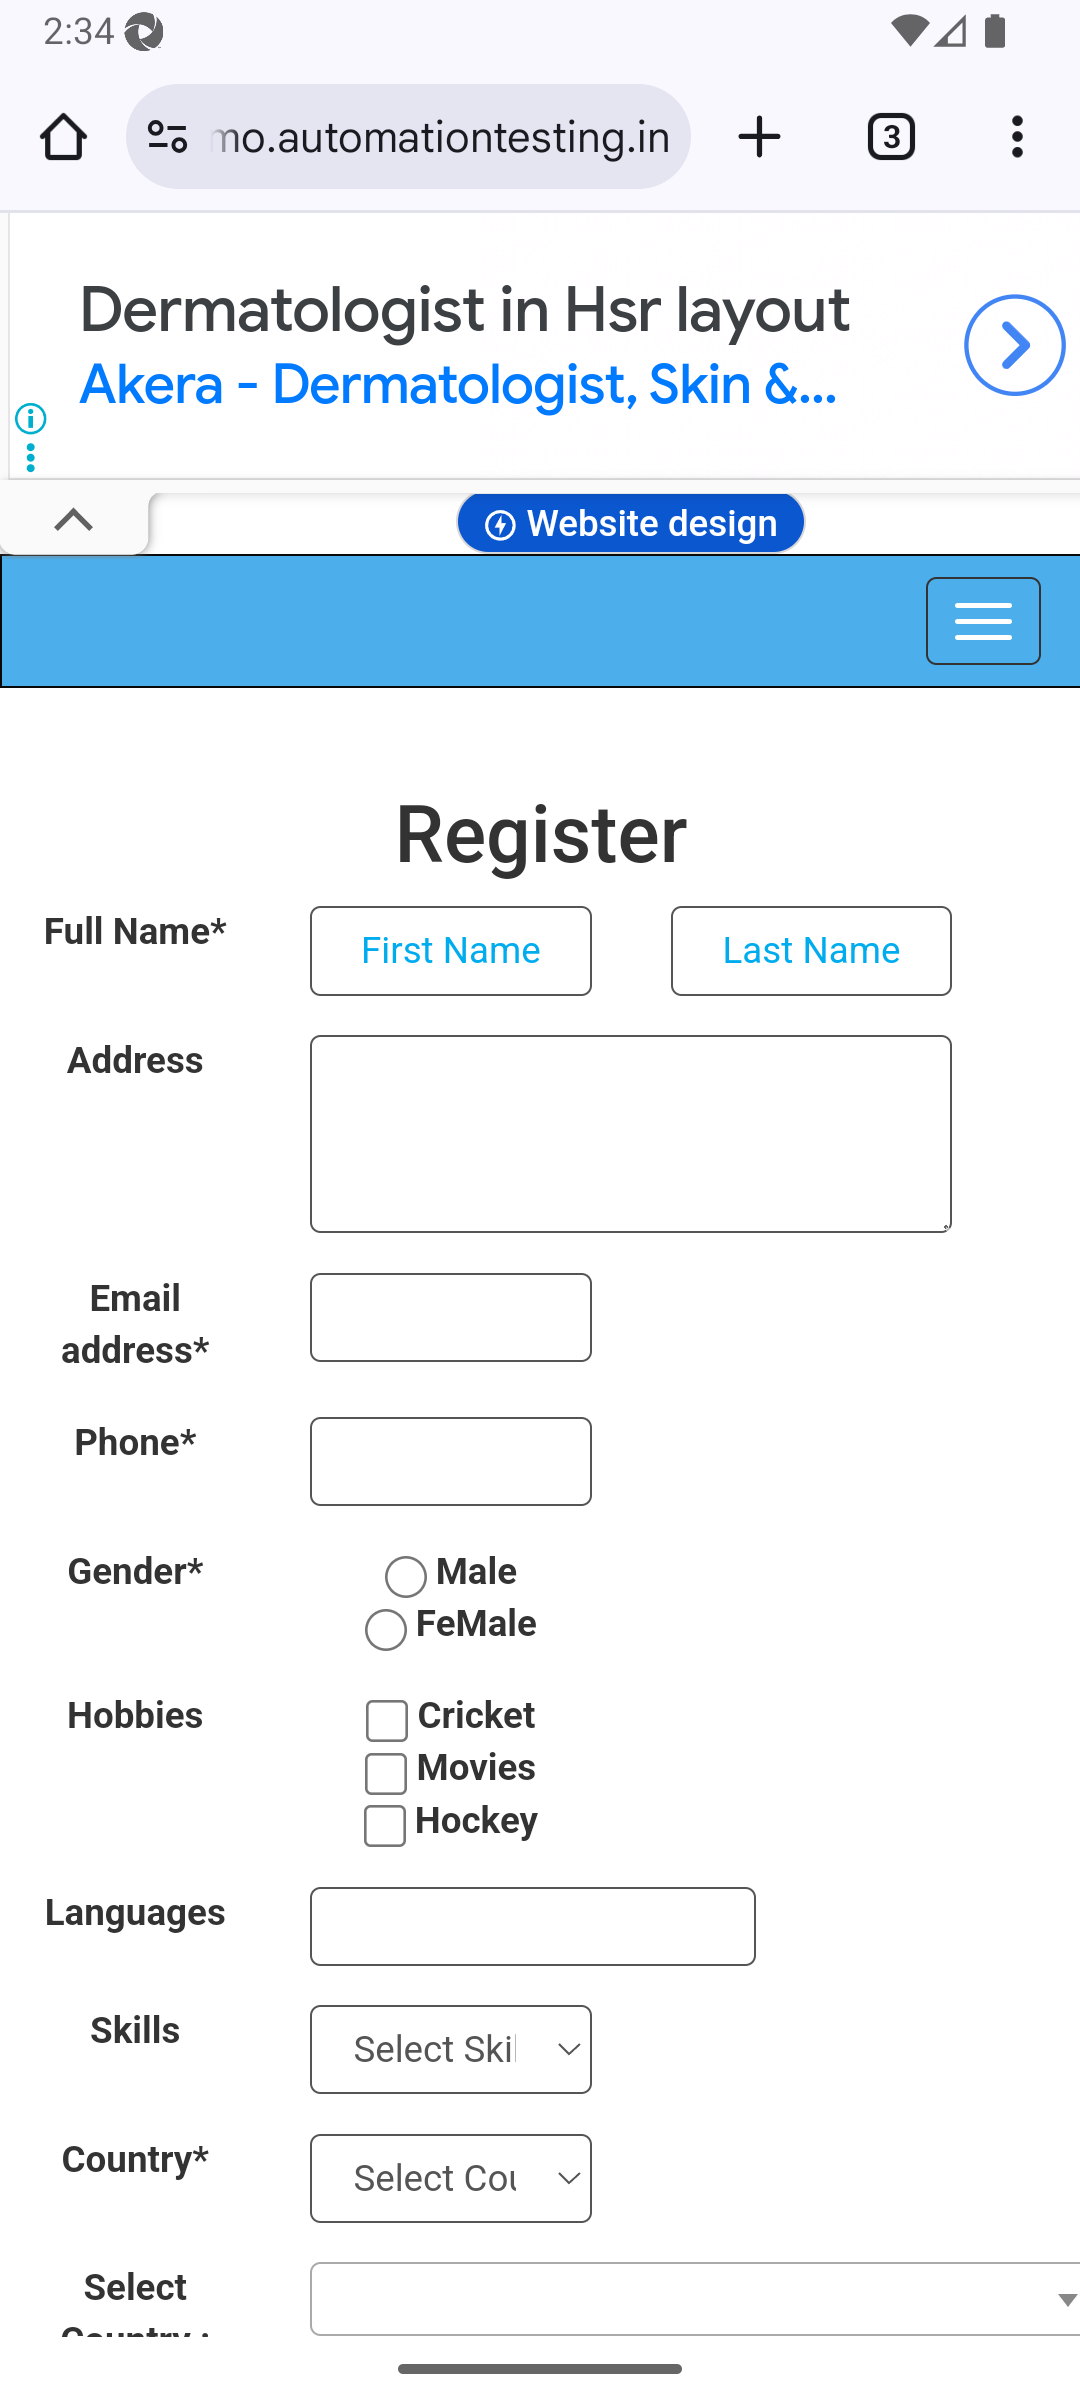 2:34
mo.automationtesting.in
3
Dermatologist in Hsr layout
Akera - Dermatologist, Skin &...
Website design
Register
Full Name*
First Name
Last Name
Address
Email
address*
Phone*
Gender*
Male
FeMale
Hobbies
Cricket
Movies
Hockey
Languages
Skills
Select Skil
Country*
Select Cou
Select
Country :